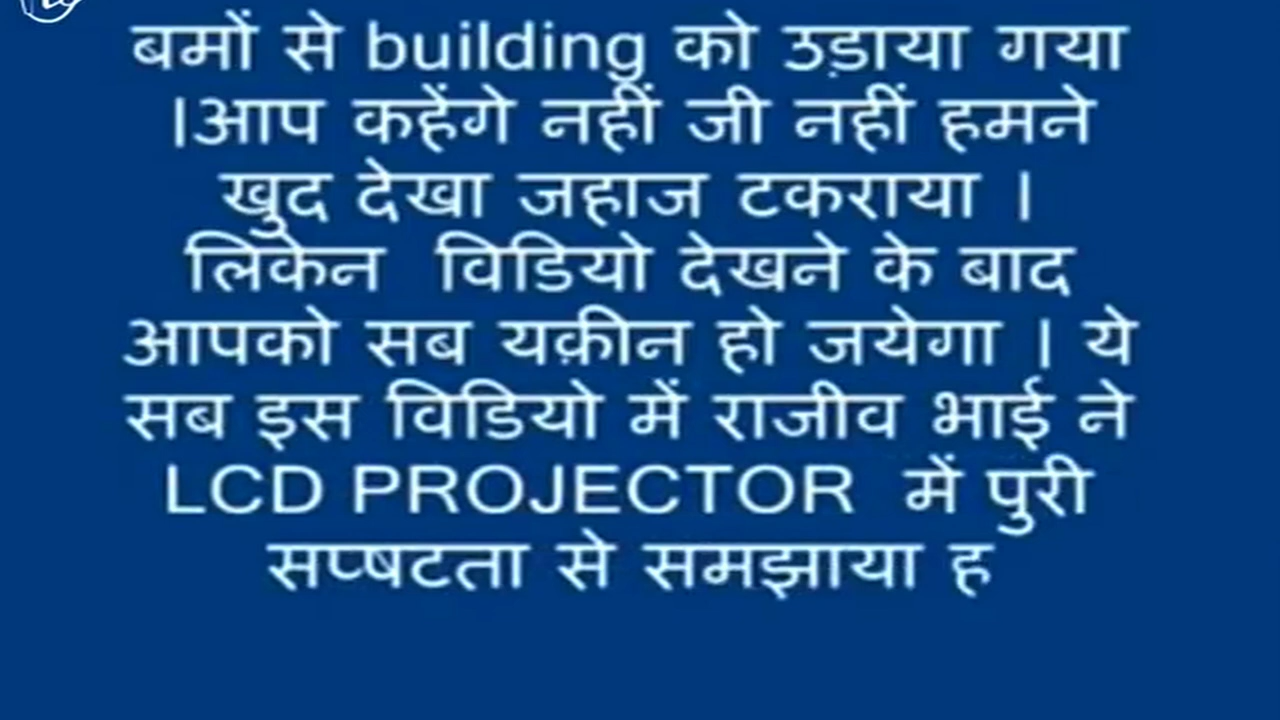 बमों से building को उड़ाया गया
।आप कहेंगे नहीं जी नहीं हमने
खुद देखा जहाज टकराया ।
लिकेन विडियो देखने के बाद
आपको सब यक़ीन हो जयेगा । ये
सब इस विडियो में राजीव भाई ने
LCD PROJECTOR में पुरी
सप्षटता से समझाया ह